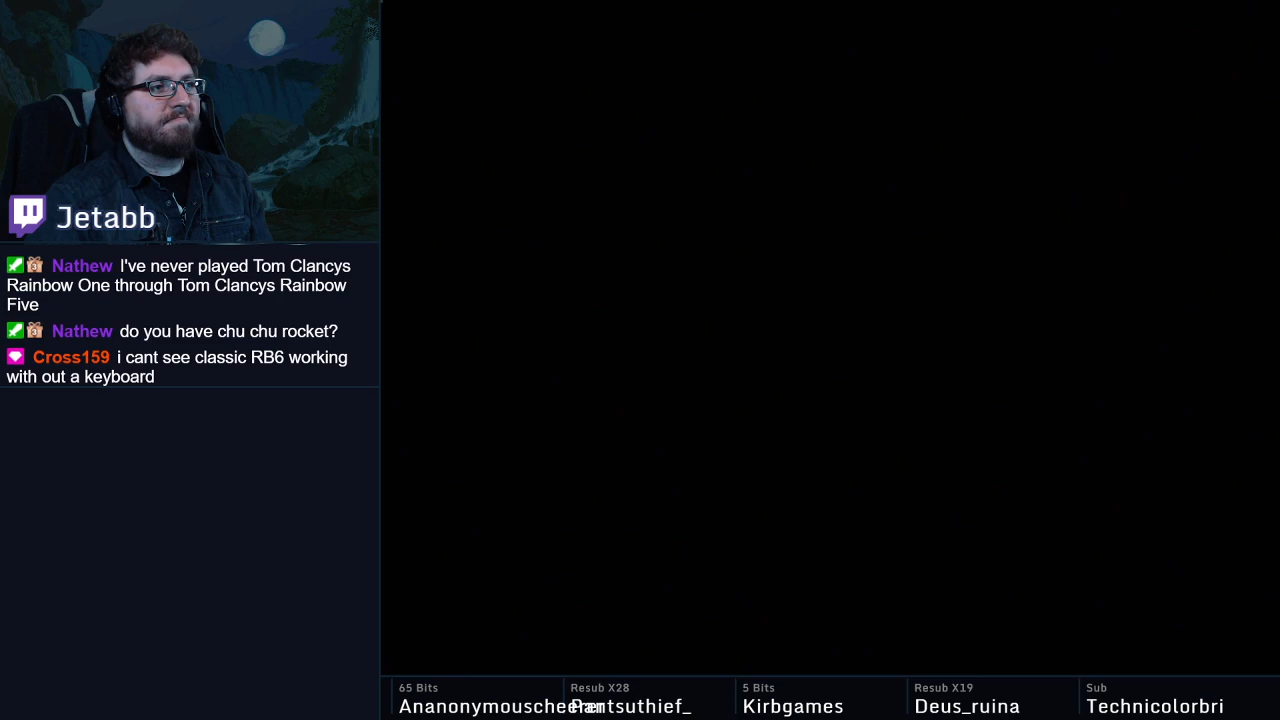 Jetabb
Nathew I've never played Tom Clancys
Rainbow One through Tom Clancys Rainbow
Five
Nathew do you have chu chu rocket?
Cross159 i cant see classic RB6 working
with out a keyboard
65 Bits Resub X28 5 Bits Resub X19 Sub
Pantsuthief_ Kirbgames Deus_ruina Technicolorbri